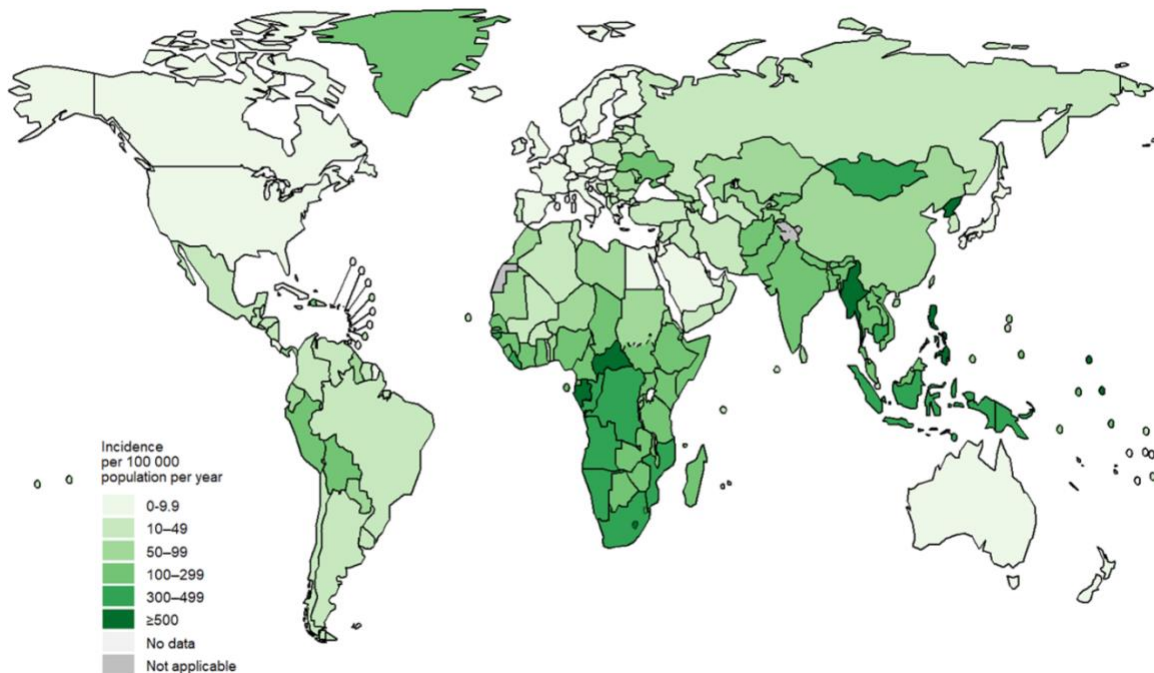 Incidence
per 100 000
population per year
0-9.9
10–49
50–99
100–299
300–499
≥500
No data
Not applicable